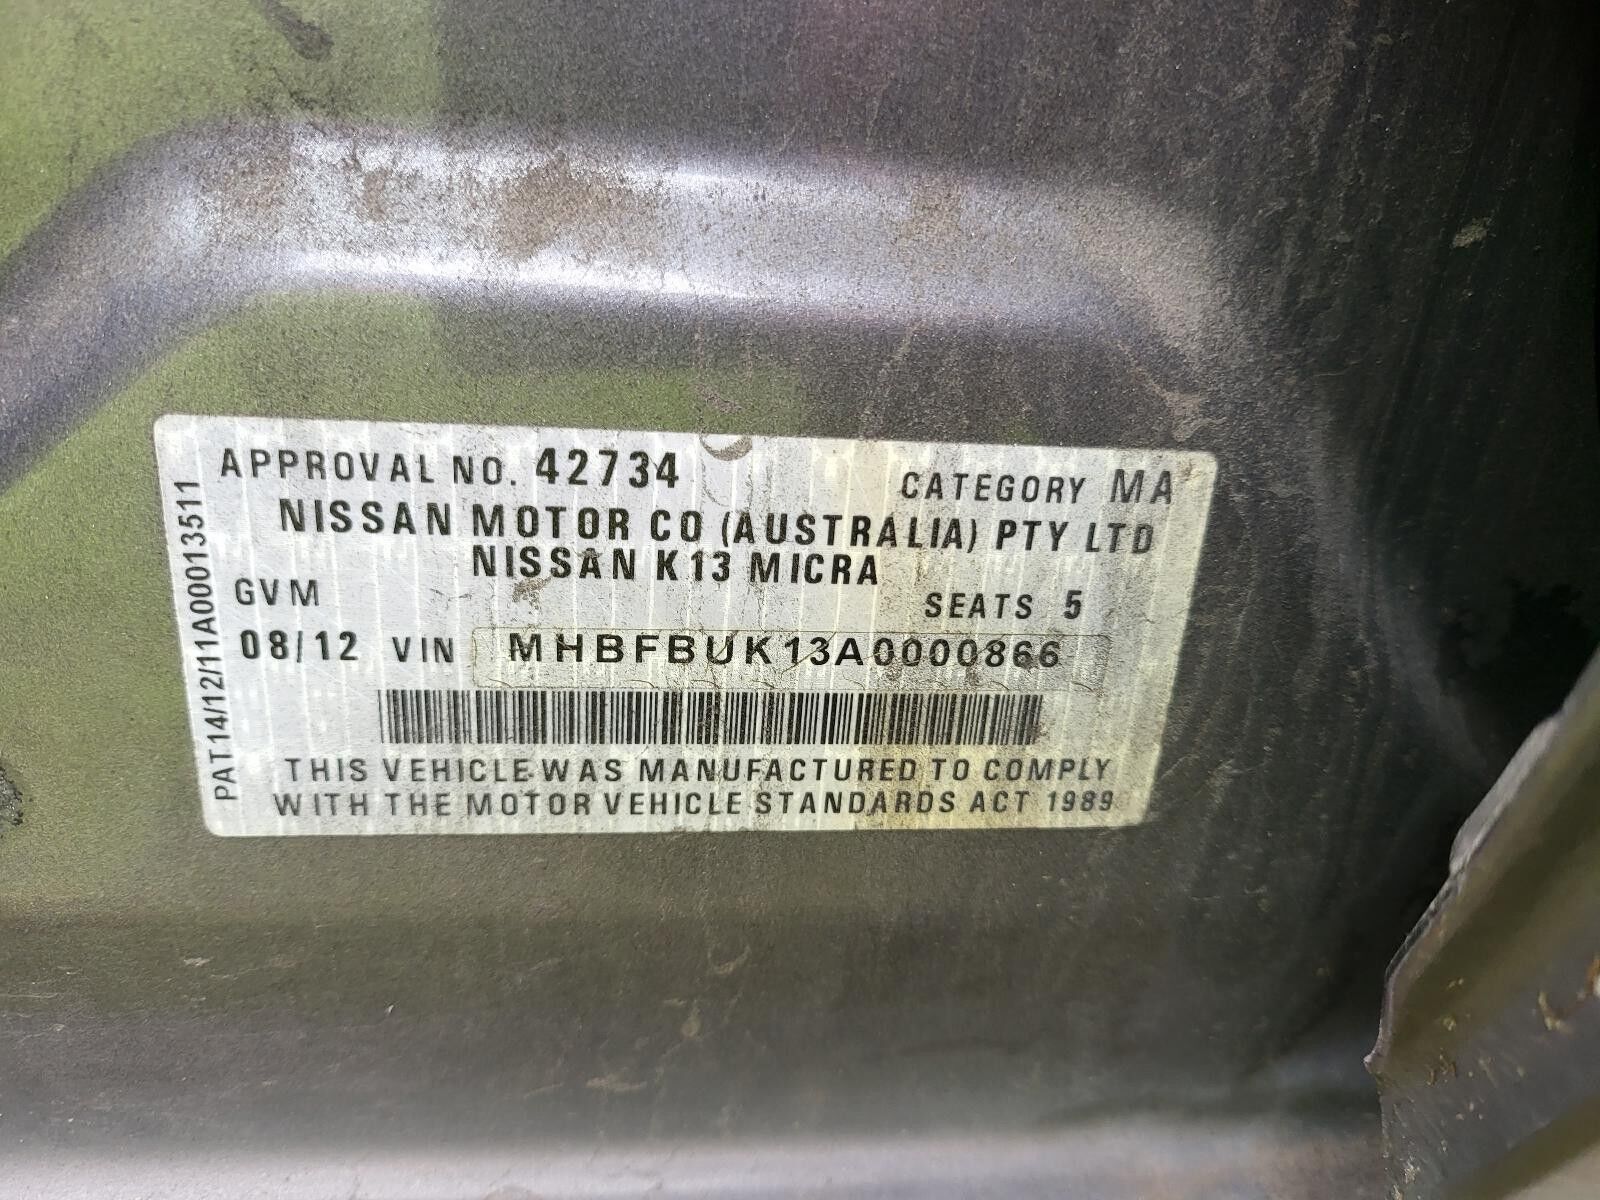 APPROVAL NO. 42734 CATEGORY MA
NISSAN MOTOR CO (AUSTRALIA) PTY LTD
NISSAN K13 MICRA
GVM SEATS 5
08/12 VIN MHBFBUK13A0000866
THIS VEHICLE WAS MANUFACTURED TO COMPLY
WITH THE MOTOR VEHICLE STANDARDS ACT 1989
PAT14/12/11A00013511